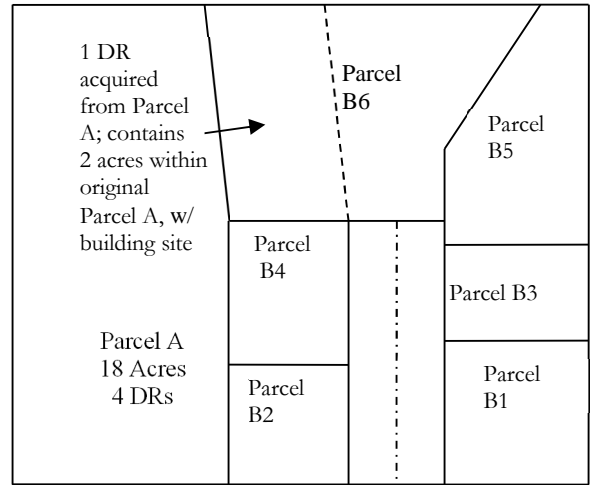 1 DR
acquired
from Parcel
A; contains
2 acres within
original
Parcel A, w/
building site
Parcel
B6
Parcel
B5
Parcel
B4
Parcel B3
Parcel A
18 Acres
4 DRs
Parcel
B2
Parcel
B1